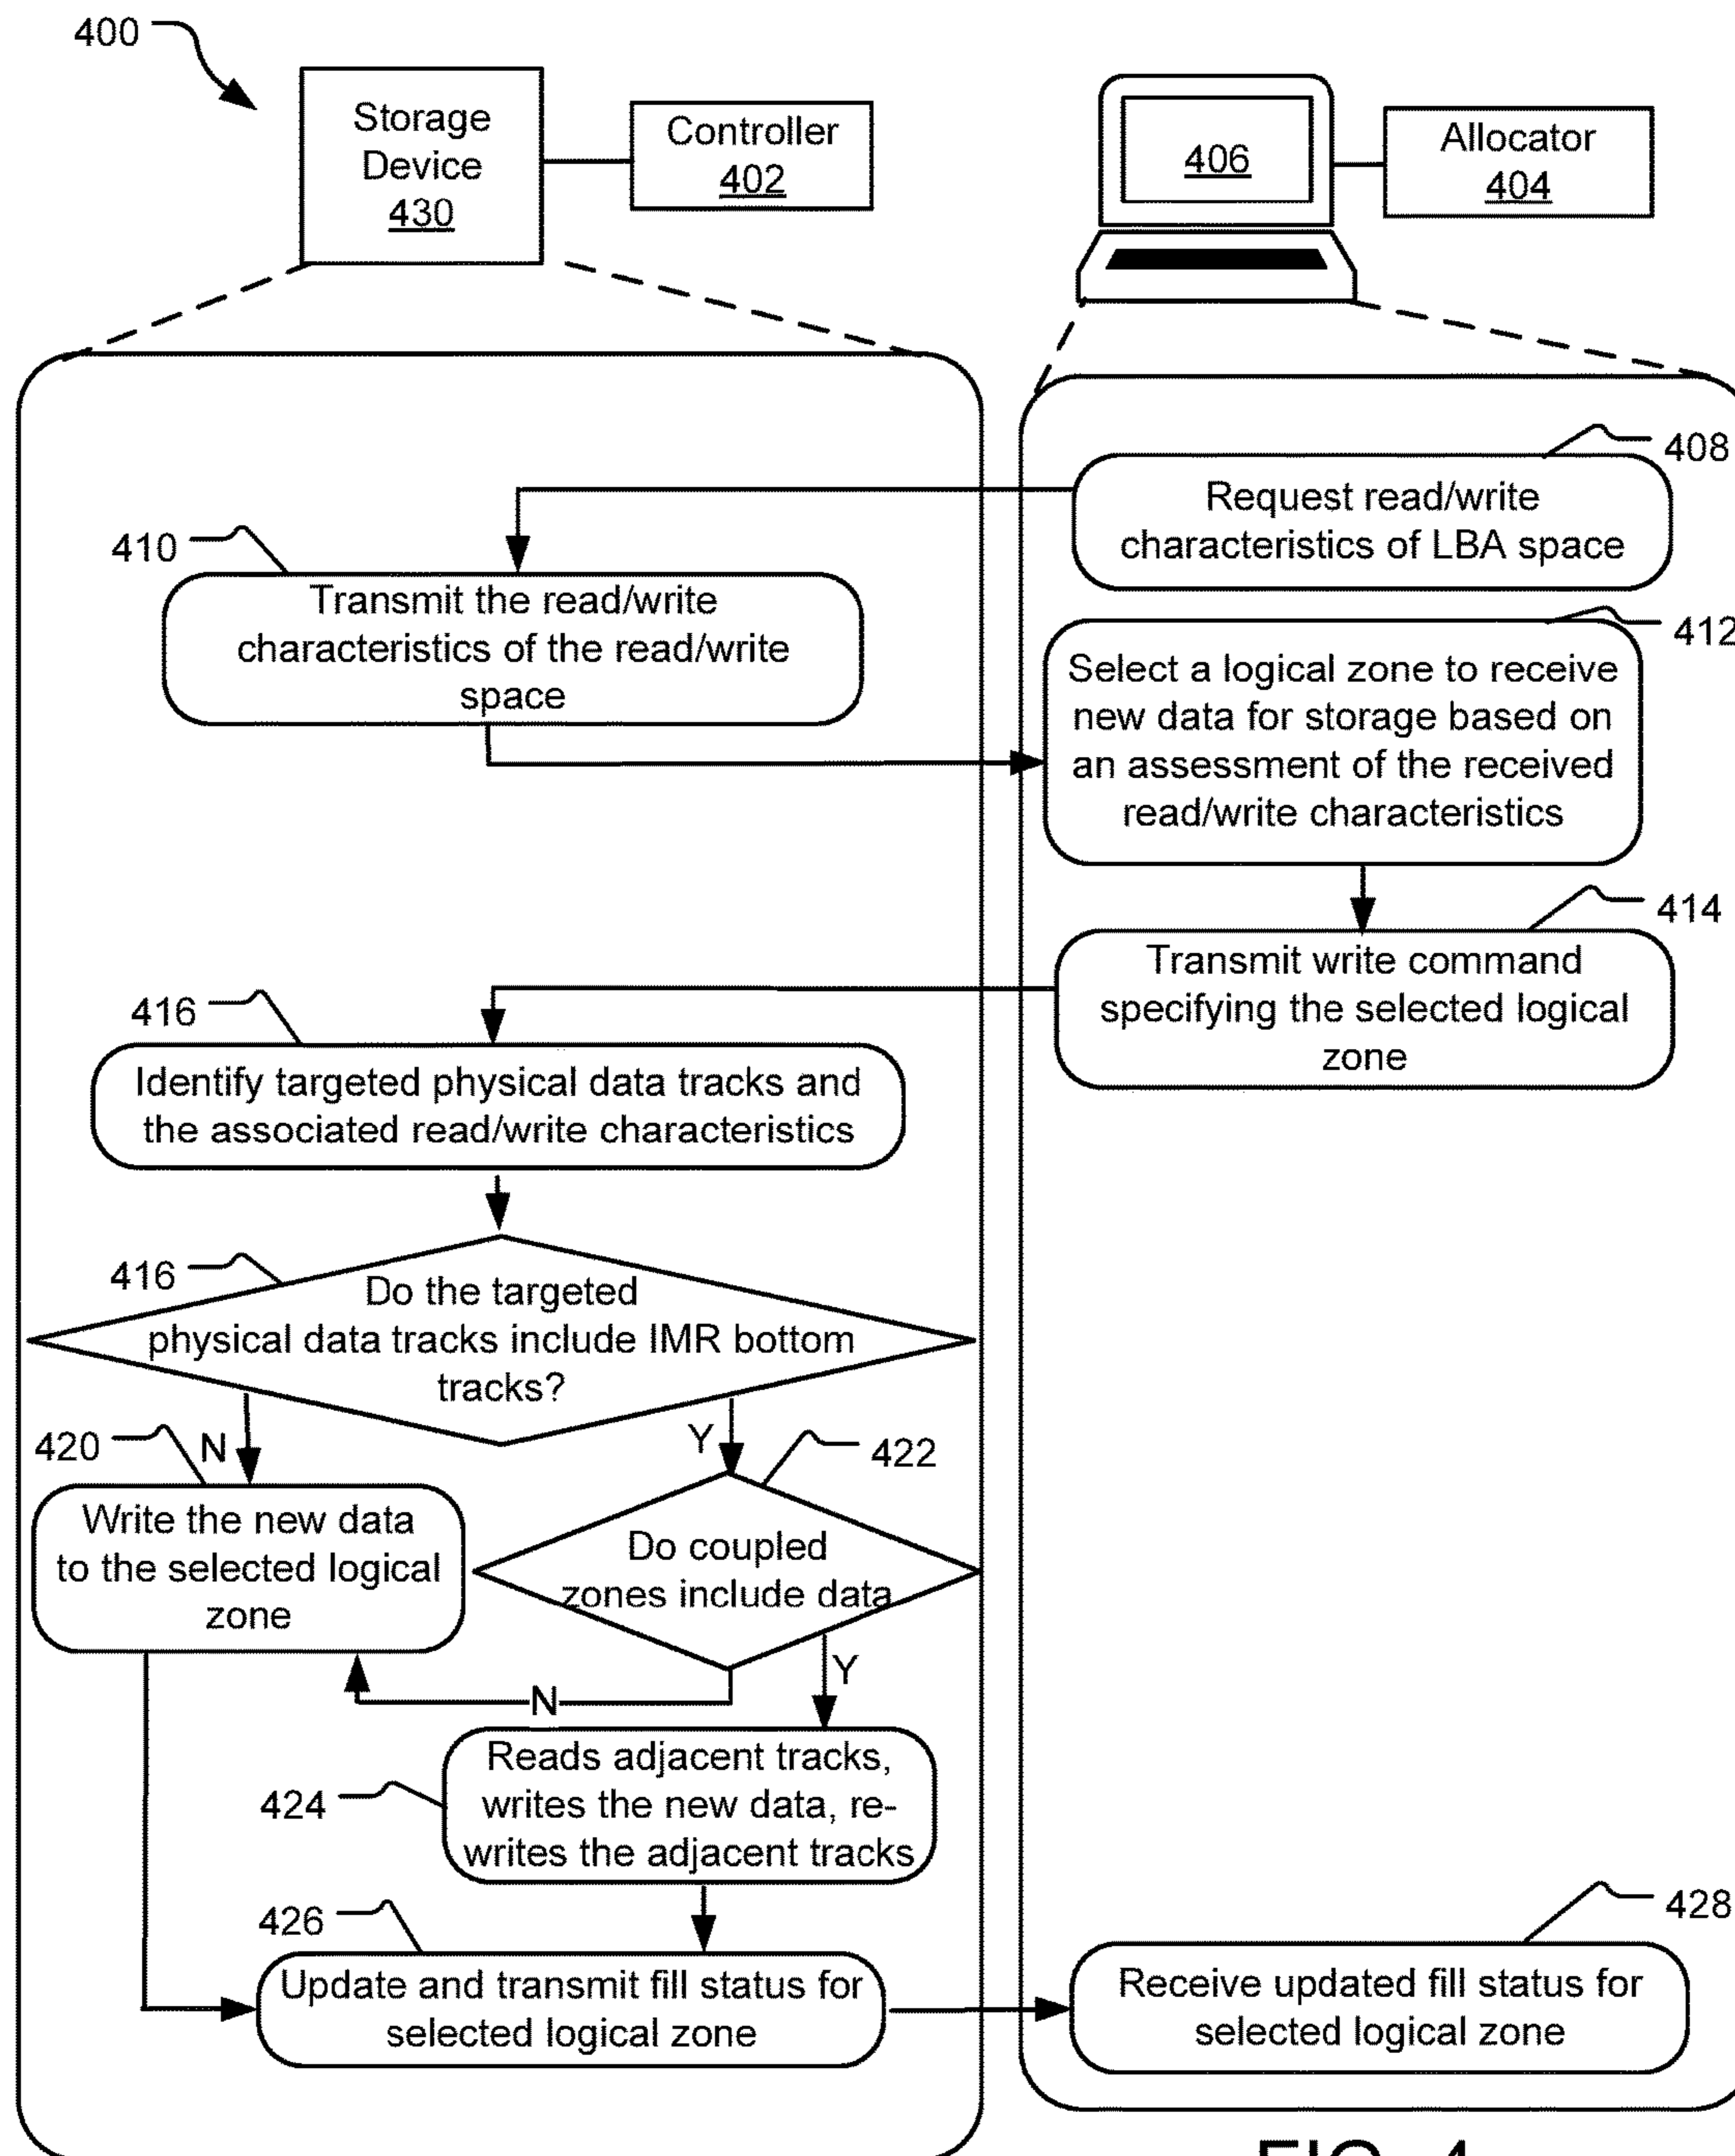 400
Storage
Device
430
Controller
402
406
Allocator
404
408
Request read/write
characteristics of LBA space
410
Transmit the read/write
characteristics of the read/write
space
412
Select a logical zone to receive
new data for storage based on
an assessment of the received
read/write characteristics
414
Transmit write command
specifying the selected logical
zone
416
Identify targeted physical data tracks and
the associated read/write characteristics
416
Do the targeted
physical data tracks include IMR bottom
tracks?
420
N
Y
422
Write the new data
to the selected logical
zone
Do coupled
zones include data
N
Y
424
Reads adjacent tracks,
writes the new data, re-
writes the adjacent tracks
426
Update and transmit fill status for
selected logical zone
428
Receive updated fill status for
selected logical zone
FIG. 4